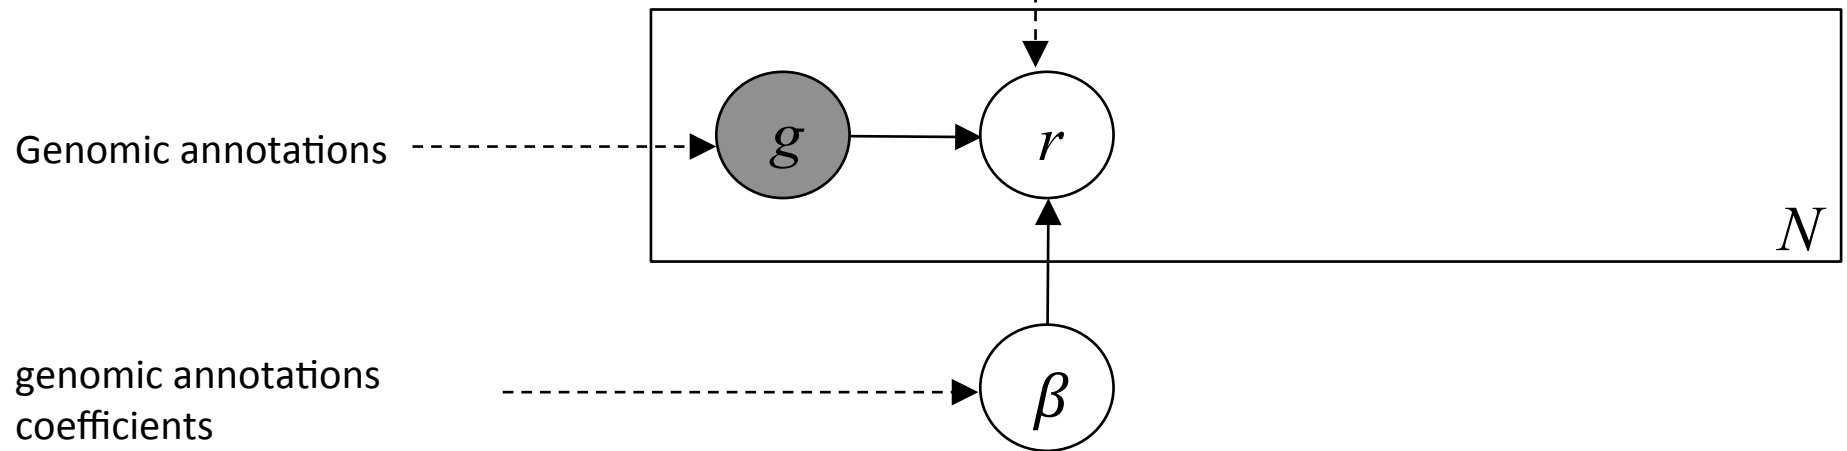 Genomic annotations
g
r
N
genomic annotations
coefficients
β